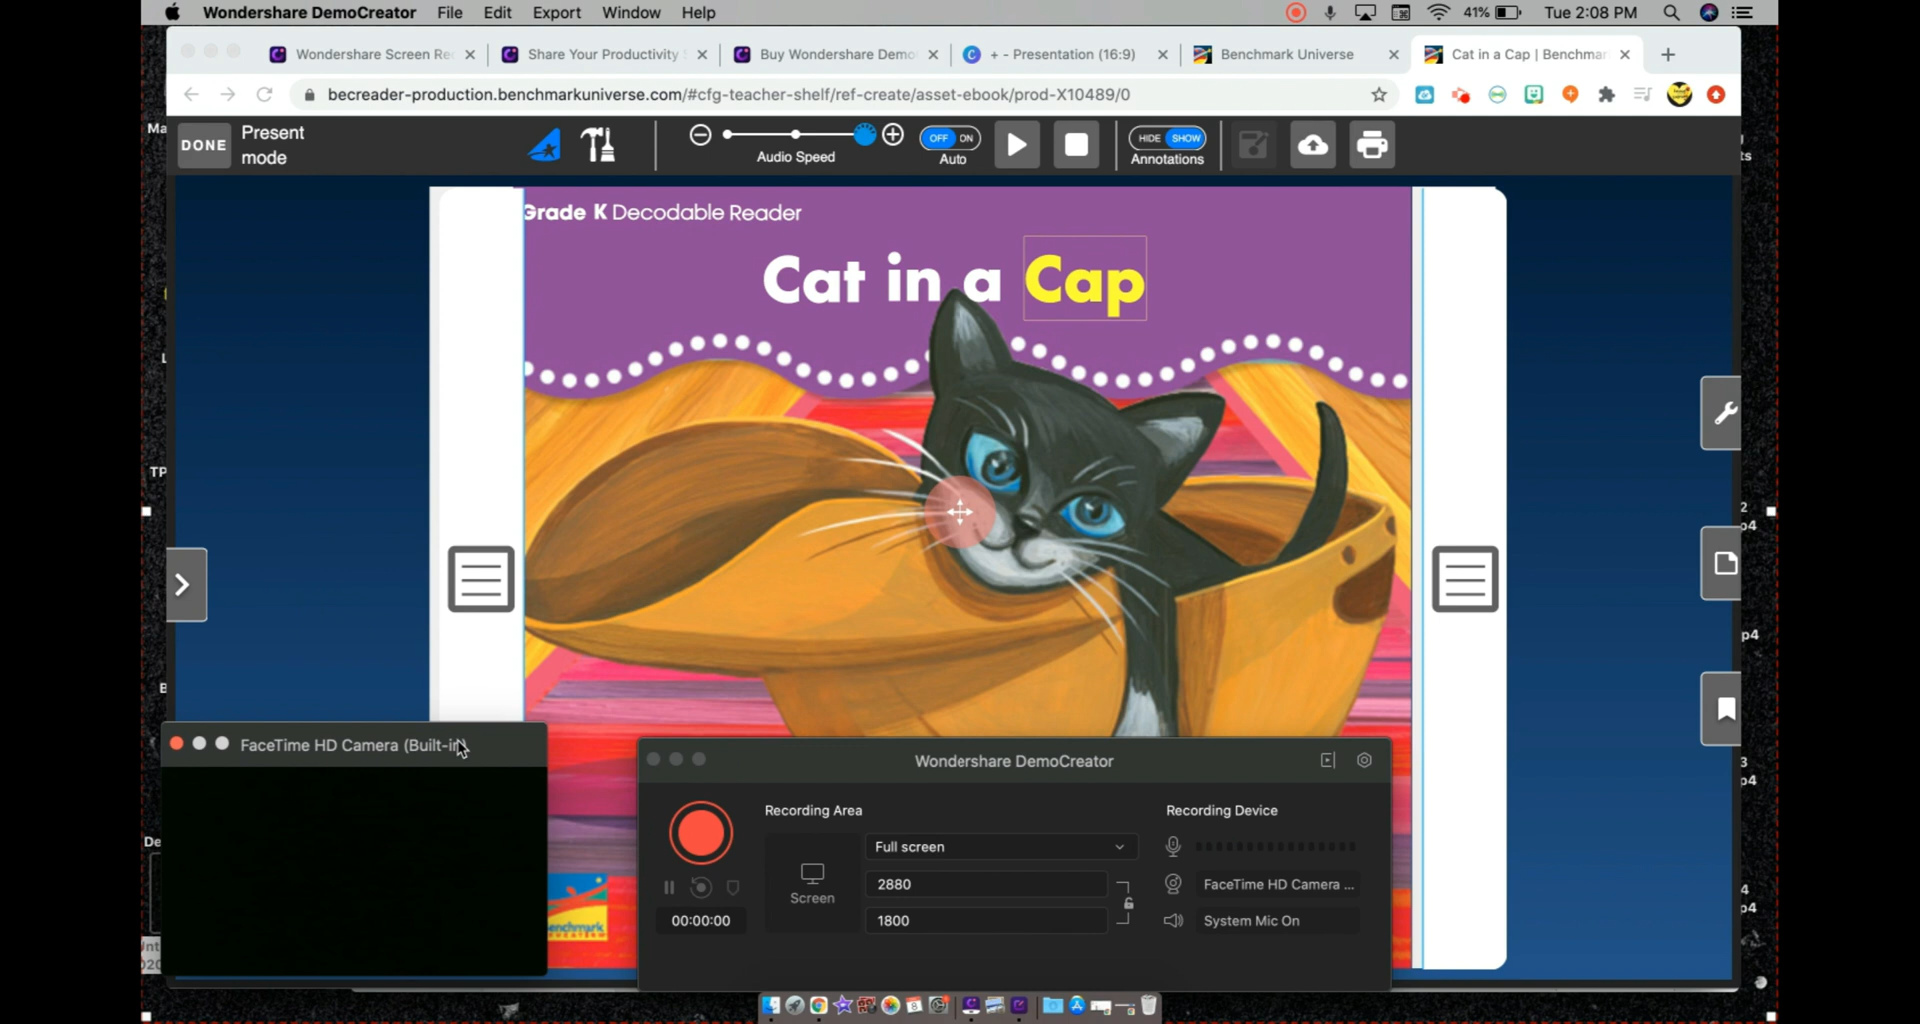 Wondershare DemoCreator File Edit Export Window Help 41% Tue 2:08 PM
Wondershare Screen Rec Share Your Productivity S Buy Wondershare Demo + - Presentation (16:9) Benchmark Universe Cat in a Cap | Benchmar
becreader-production.benchmarkuniverse.com/#cfg-teacher-shelf/ref-create/asset-ebook/prod-X10489/0
DONE Present mode Audio Speed OFF ON Auto HIDE SHOW Annotations
Grade K Decodable Reader
Cat in a Cap
FaceTime HD Camera (Built-in)
Wondershare DemoCreator
Recording Area Recording Device
Full screen
2880 FaceTime HD Camera ...
Screen
00:00:00 1800 System Mic On